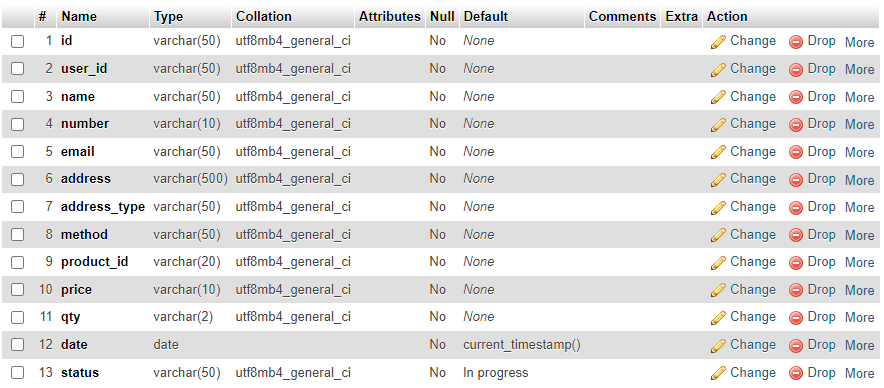 # Name Type Collation Attributes Null Default Comments Extra Action
1 id varchar(50) utf8mb4_general_ci No None Change Drop More
2 user_id varchar(50) utf8mb4_general_ci No None Change Drop More
3 name varchar(50) utf8mb4_general_ci No None Change Drop More
4 number varchar(10) utf8mb4_general_ci No None Change Drop More
5 email varchar(50) utf8mb4_general_ci No None Change Drop More
6 address varchar(500) utf8mb4_general_ci No None Change Drop More
7 address_type varchar(50) utf8mb4_general_ci No None Change Drop More
8 method varchar(50) utf8mb4_general_ci No None Change Drop More
9 product_id varchar(20) utf8mb4_general_ci No None Change Drop More
10 price varchar(10) utf8mb4_general_ci No None Change Drop More
11 qty varchar(2) utf8mb4_general_ci No None Change Drop More
12 date date No current_timestamp() Change Drop More
13 status varchar(50) utf8mb4_general_ci No In progress Change Drop More